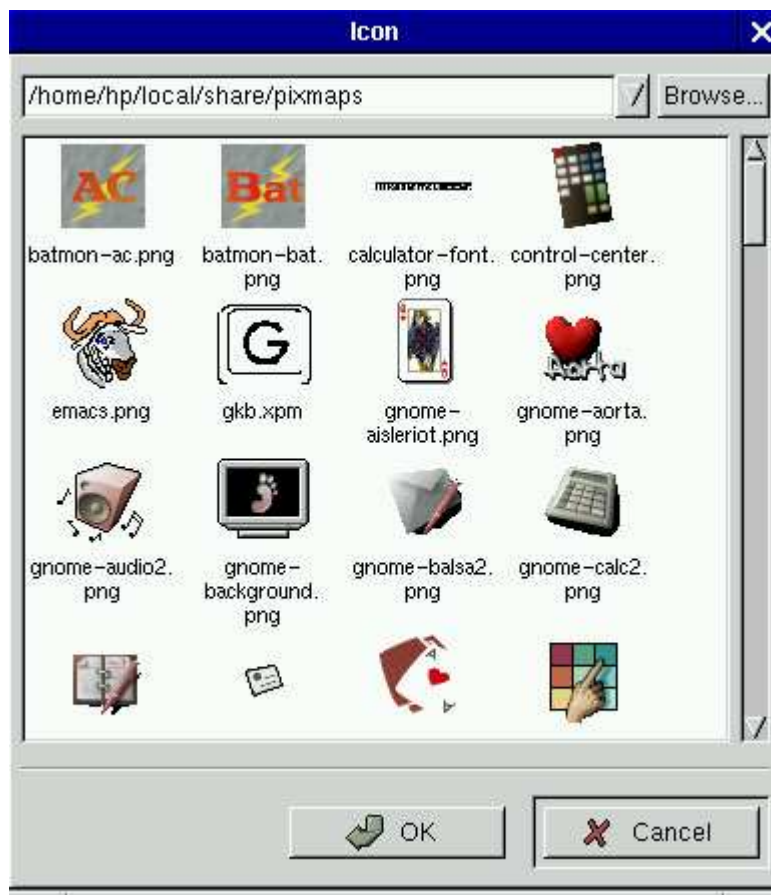 Icon
/home/hp/local/share/pixmaps
Browse...
AC
Bat
batmon-ac.png
batmon-bat.
png
calculator-font.
png
control-center.
png
G
Aorta
emacs.png
gkb.xpm
gnome-
aisleriot.png
gnome-aorta.
png
gnome-audio2.
png
gnome-
background.
png
gnome-balsa2.
png
gnome-calc2.
png
A
OK
Cancel